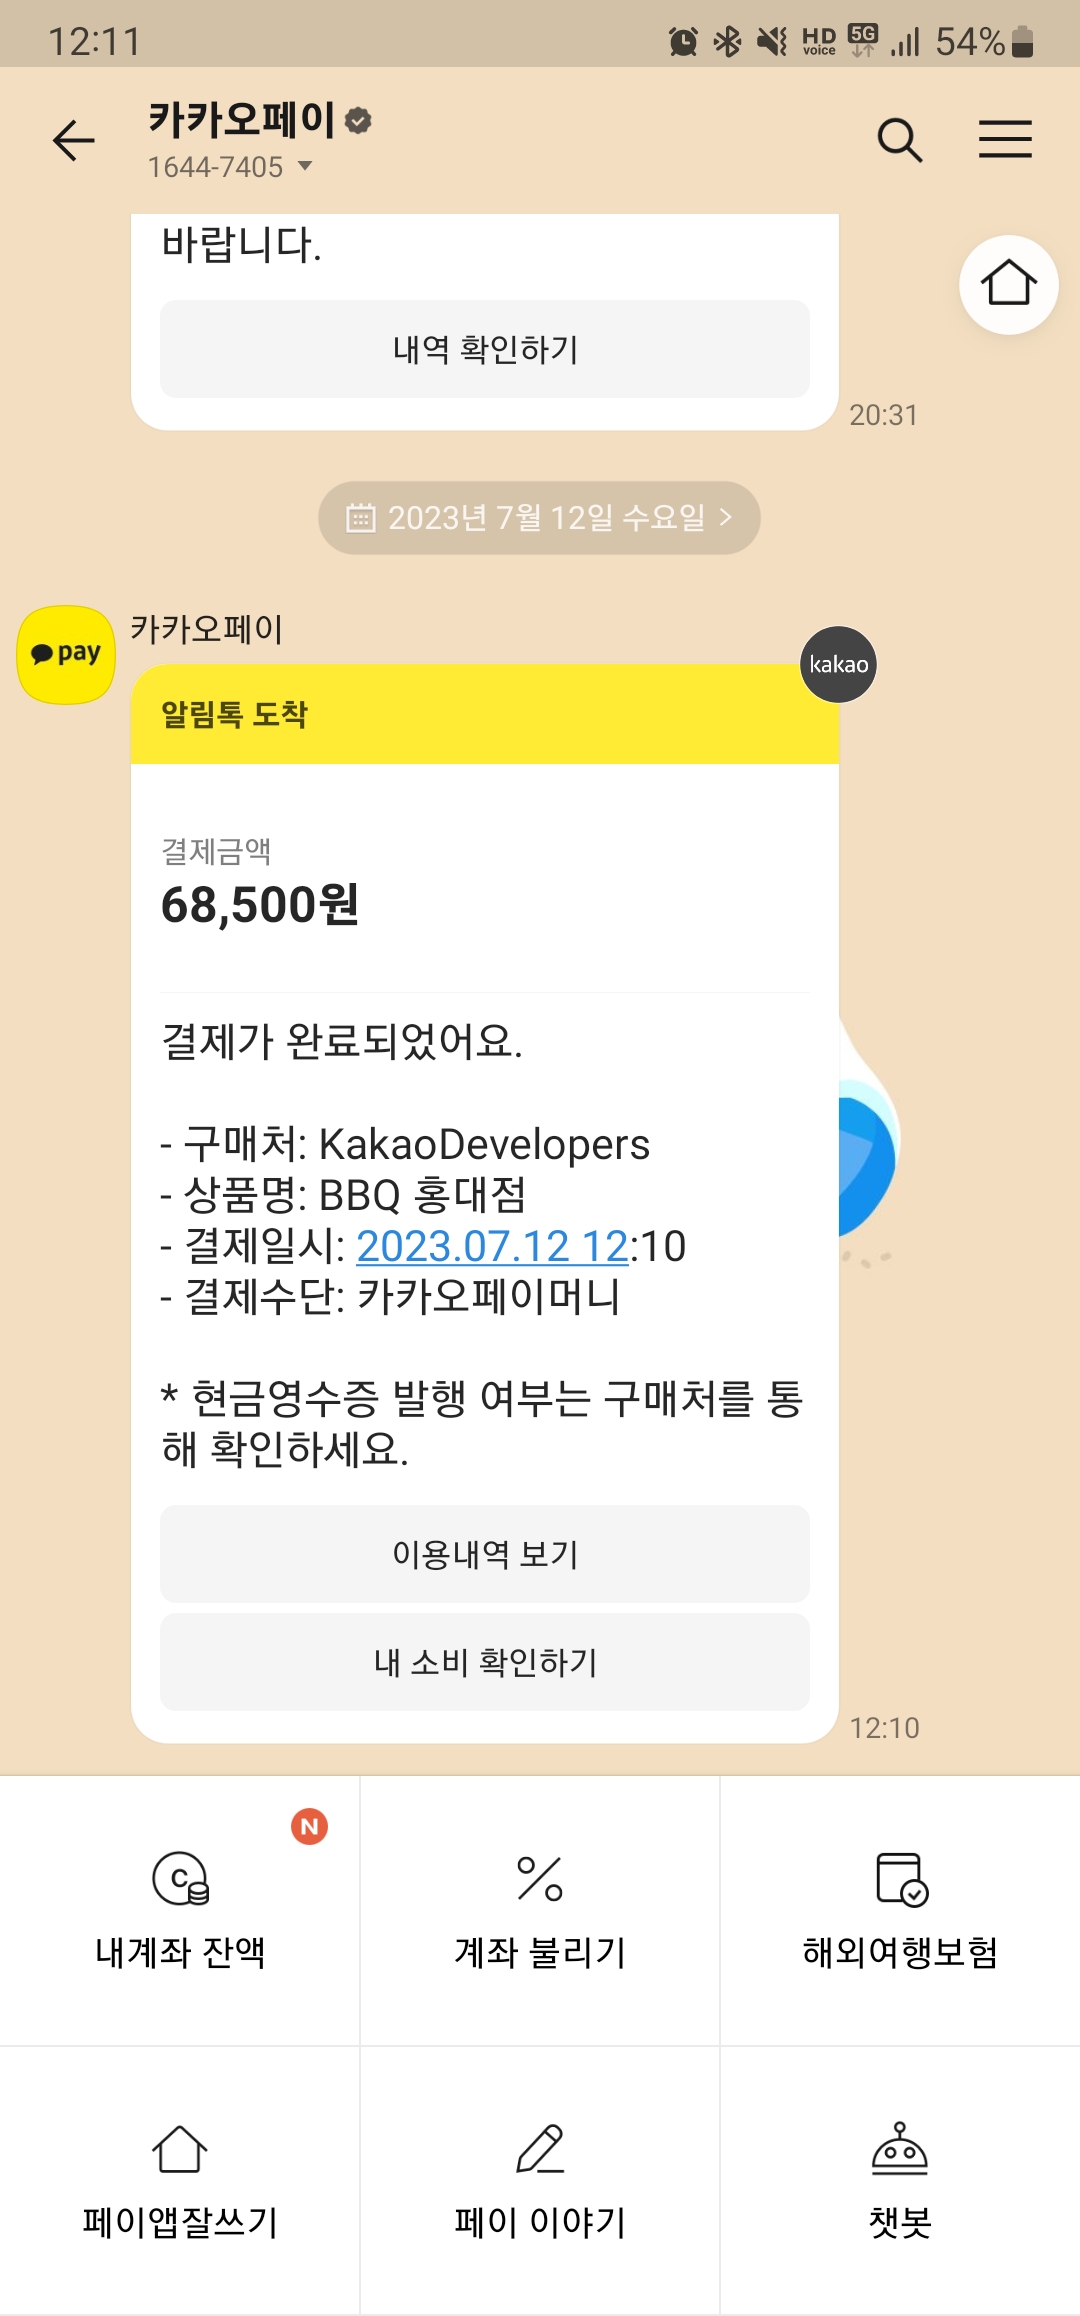 12:11
HD voice 5G 54%
카카오페이
1644-7405
바랍니다.
내역 확인하기
20:31
2023년 7월 12일 수요일 >
pay
카카오페이
kakao
알림톡 도착
결제금액
68,500원
결제가 완료되었어요.
- 구매처: KakaoDevelopers
- 상품명: BBQ 홍대점
- 결제일시: 2023.07.12 12:10
- 결제수단: 카카오페이머니
* 현금영수증 발행 여부는 구매처를 통
해 확인하세요.
이용내역 보기
내 소비 확인하기
12:10
N
C
내계좌 잔액
계좌 불리기
해외여행보험
페이앱잘쓰기
페이 이야기
챗봇